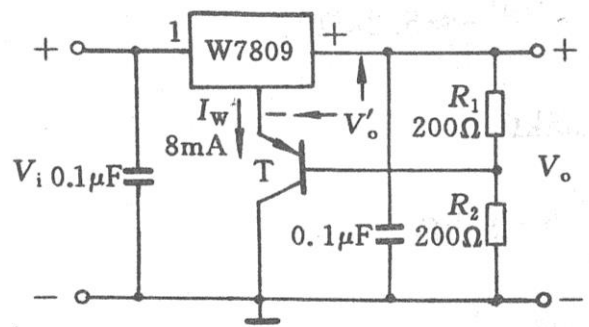 + 1 W7809 + +
I_W
8mA
V'_o
R_1
200Ω
V_i 0.1μF
T
V_o
R_2
0.1μF 200Ω
− −